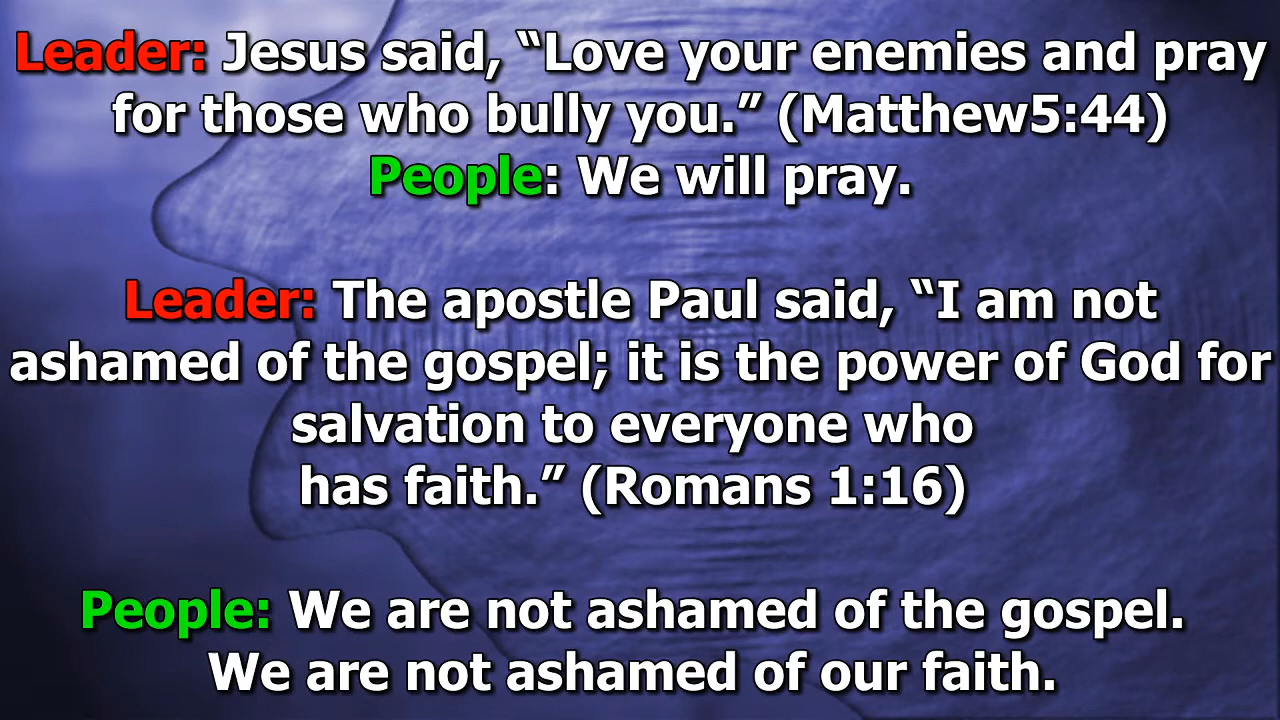 Leader: Jesus said, “Love your enemies and pray
for those who bully you.” (Matthew5:44)
People: We will pray.
Leader: The apostle Paul said, “I am not
ashamed of the gospel; it is the power of God for
salvation to everyone who
has faith.” (Romans 1:16)
People: We are not ashamed of the gospel.
We are not ashamed of our faith.